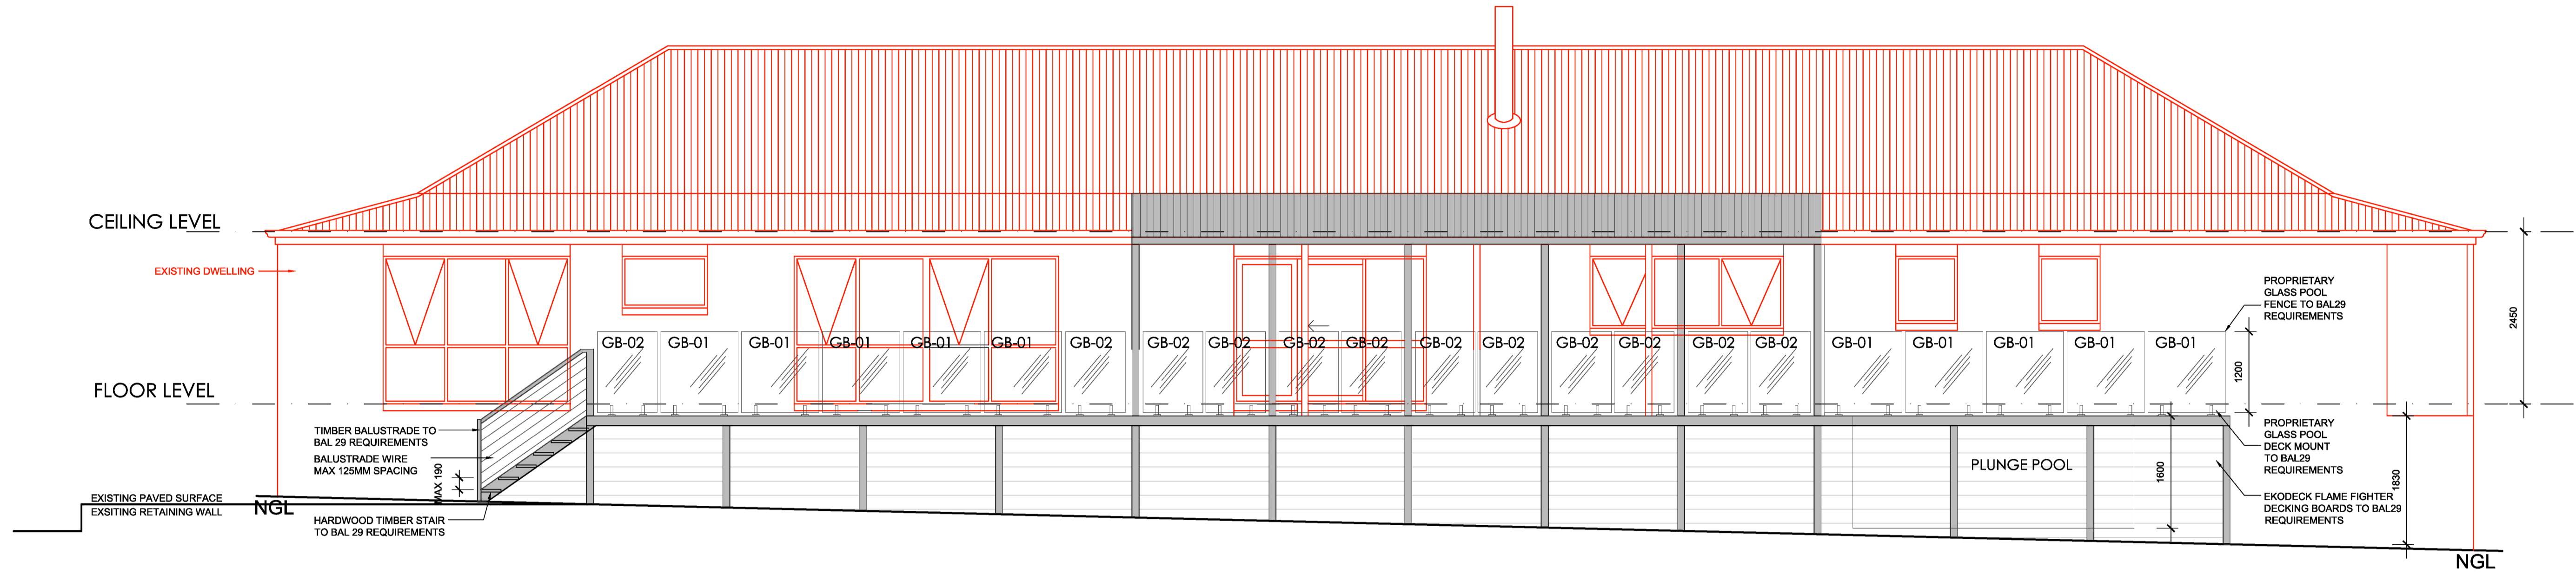 CEILING LEVEL
EXISTING DWELLING
PROPRIETARY
GLASS POOL
FENCE TO BAL29
REQUIREMENTS
2450
GB-02 GB-01 GB-01 GB-01 GB-01 GB-01 GB-02 GB-02 GB-02 GB-02 GB-02 GB-02 GB-02 GB-02 GB-02 GB-02 GB-02 GB-01 GB-01 GB-01 GB-01 GB-01
1200
FLOOR LEVEL
TIMBER BALUSTRADE TO
BAL 29 REQUIREMENTS
BALUSTRADE WIRE
MAX 125MM SPACING
MAX 190
PROPRIETARY
GLASS POOL
DECK MOUNT
TO BAL29
REQUIREMENTS
PLUNGE POOL
1600
1830
EXISTING PAVED SURFACE
EXSITING RETAINING WALL
NGL
HARDWOOD TIMBER STAIR
TO BAL 29 REQUIREMENTS
EKODECK FLAME FIGHTER
DECKING BOARDS TO BAL29
REQUIREMENTS
NGL